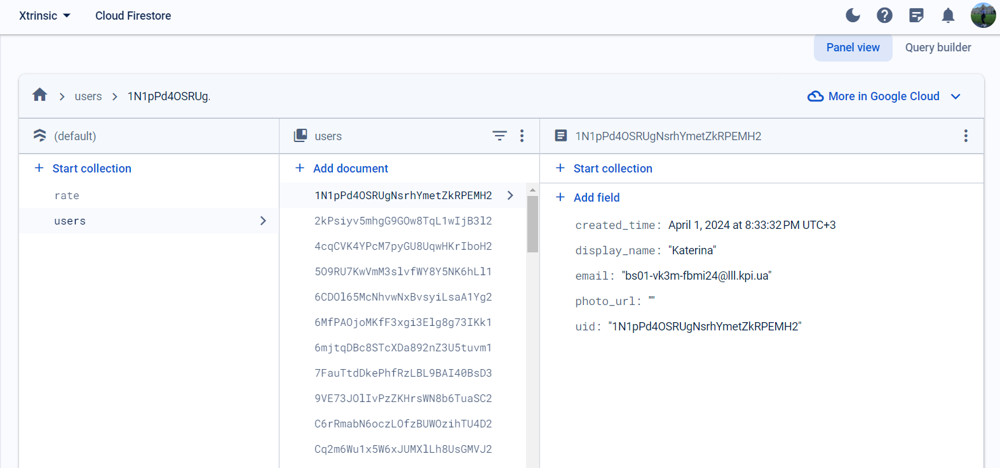 Xtrinsic Cloud Firestore
Panel view Query builder
users 1N1pPd4OSRUg.
More in Google Cloud
(default)
Start collection
rate
users
users
Add document
1N1pPd4OSRUgNsrhYmetZkRPEMH2
2kPsiyv5mhgG9GOw8TqL1wIjB3l2
4cqCVK4YPcM7pyGU8UqwHKrIboH2
5O9RU7KwVmM3slvfWY8Y5NK6hLl1
6CDOl65McNhvwNxBvsyiLsaA1Yg2
6MfPAOjoMKfF3xgi3Elg8g73IKk1
6mjtqDBc8STcXDa892nZ3U5tuvm1
7FauTtdDkePhfRzLBL9BAI40BsD3
9VE73JOlIvPzZKHrsWN8b6TuaSC2
C6rRmabN6oczLOfzBUWOzihTU4D2
Cq2m6Wu1x5W6xJUMXlLh8UsGMVJ2
1N1pPd4OSRUgNsrhYmetZkRPEMH2
Start collection
Add field
created_time: April 1, 2024 at 8:33:32 PM UTC+3
display_name: "Katerina"
email: "bs01-vk3m-fbmi24@lll.kpi.ua"
photo_url: ""
uid: "1N1pPd4OSRUgNsrhYmetZkRPEMH2"